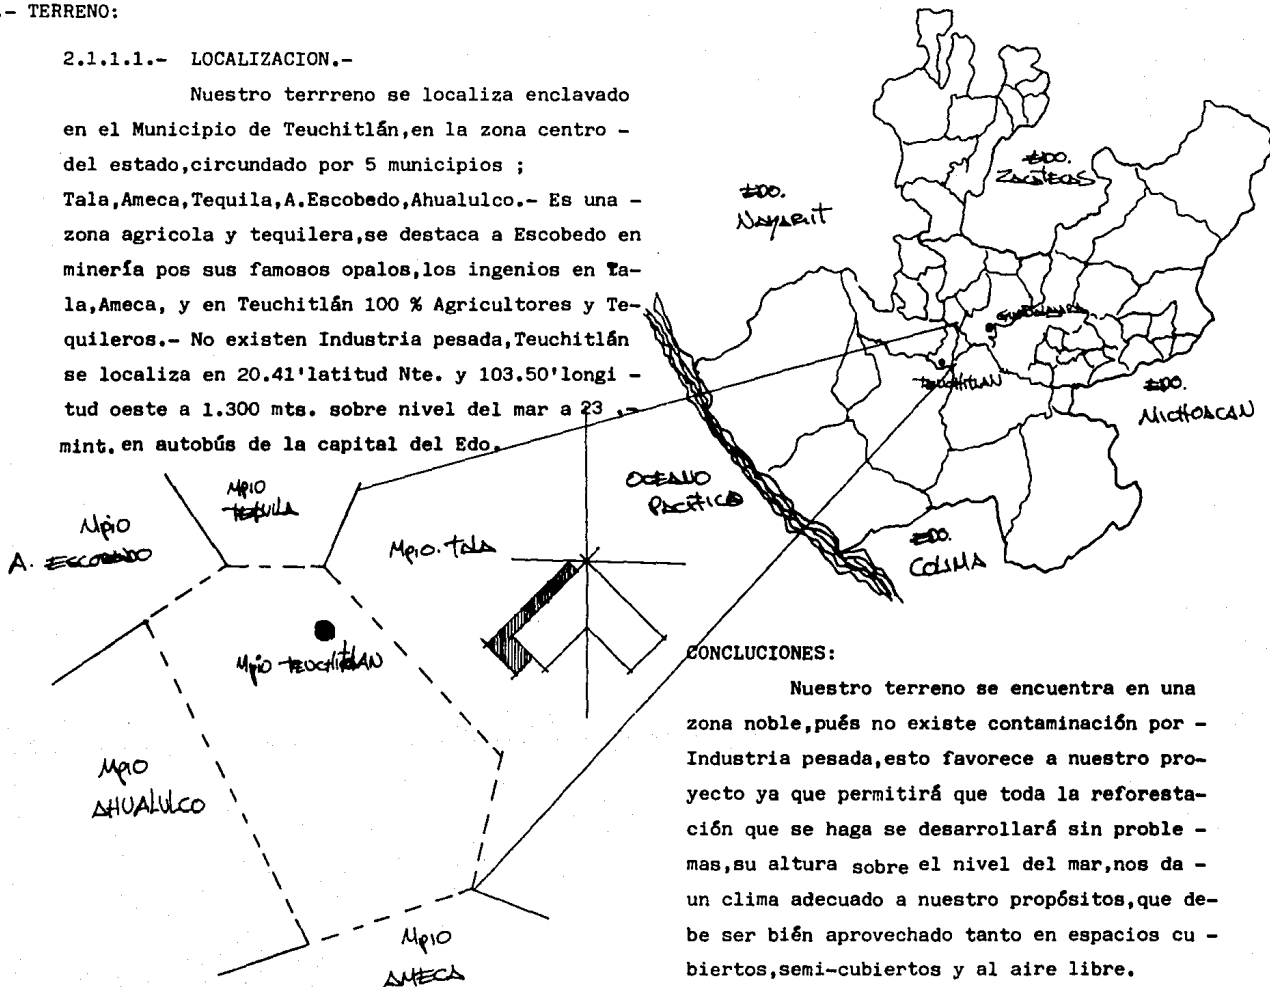 .- TERRENO:
2.1.1.1.- LOCALIZACION.-
Nuestro terrreno se localiza enclavado
en el Municipio de Teuchitlán,en la zona centro -
del estado,circundado por 5 municipios ;
Tala,Ameca,Tequila,A.Escobedo,Ahualulco.- Es una -
zona agricola y tequilera,se destaca a Escobedo en
minería pos sus famosos opalos,los ingenios en Ta-
la,Ameca, y en Teuchitlán 100 % Agricultores y Te-
quileros.- No existen Industria pesada,Teuchitlán
se localiza en 20.41'latitud Nte. y 103.50'longi -
tud oeste a 1.300 mts. sobre nivel del mar a 23 .-
mint. en autobús de la capital del Edo.
EDO.
ZACATECAS
EDO.
NAYARIT
GUADALAJARA
TEUCHITLAN
EDO.
MICHOACAN
OCEANO
PACIFICO
EDO.
COLIMA
MPIO
TEQUILA
MPIO
A. ESCOBEDO
MPIO. TALA
MPIO TEUCHITLAN
MPIO
AHUALULCO
MPIO
AMECA
CONCLUCIONES:
Nuestro terreno se encuentra en una
zona noble,pués no existe contaminación por -
Industria pesada,esto favorece a nuestro pro-
yecto ya que permitirá que toda la reforesta-
ción que se haga se desarrollará sin proble -
mas,su altura sobre el nivel del mar,nos da -
un clima adecuado a nuestro propósitos,que de-
be ser bién aprovechado tanto en espacios cu -
biertos,semi-cubiertos y al aire libre.